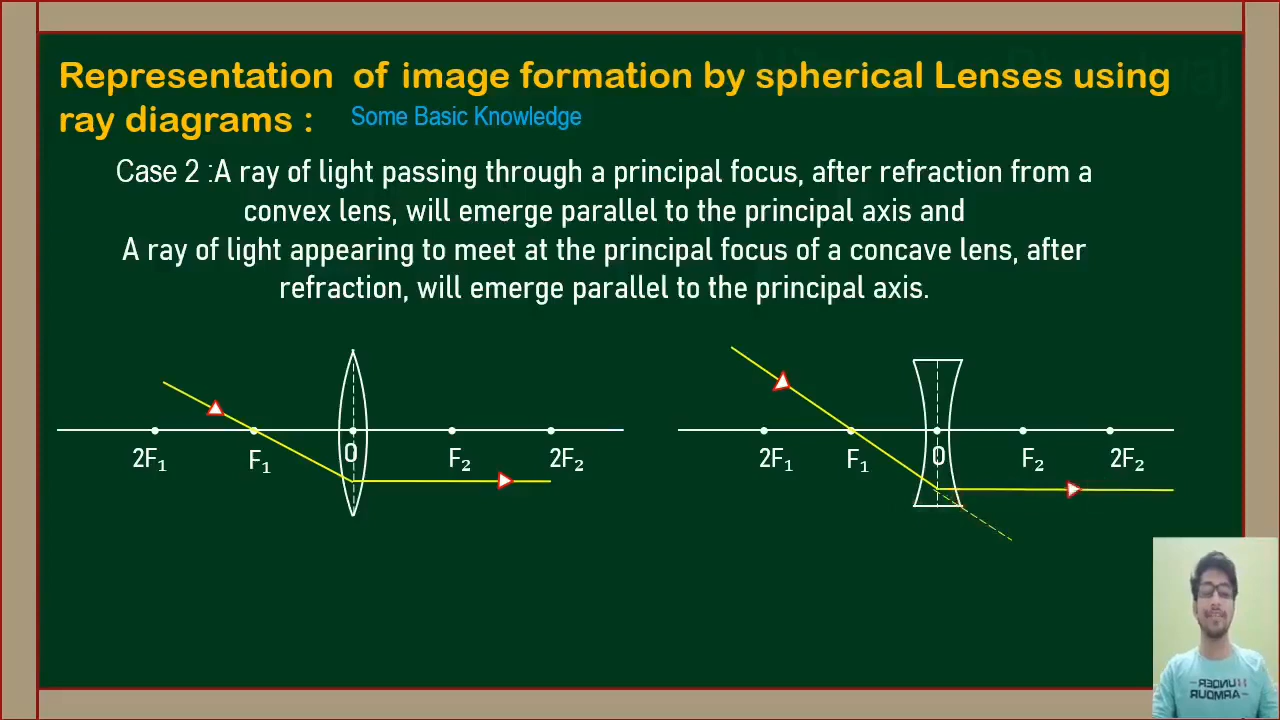 Representation of image formation by spherical Lenses using
ray diagrams :
Some Basic Knowledge
Case 2 :A ray of light passing through a principal focus, after refraction from a
convex lens, will emerge parallel to the principal axis and
A ray of light appearing to meet at the principal focus of a concave lens, after
refraction, will emerge parallel to the principal axis.
2F₁ F₁ O F₂ 2F₂
2F₁ F₁ O F₂ 2F₂
UNDER
ARMOUR